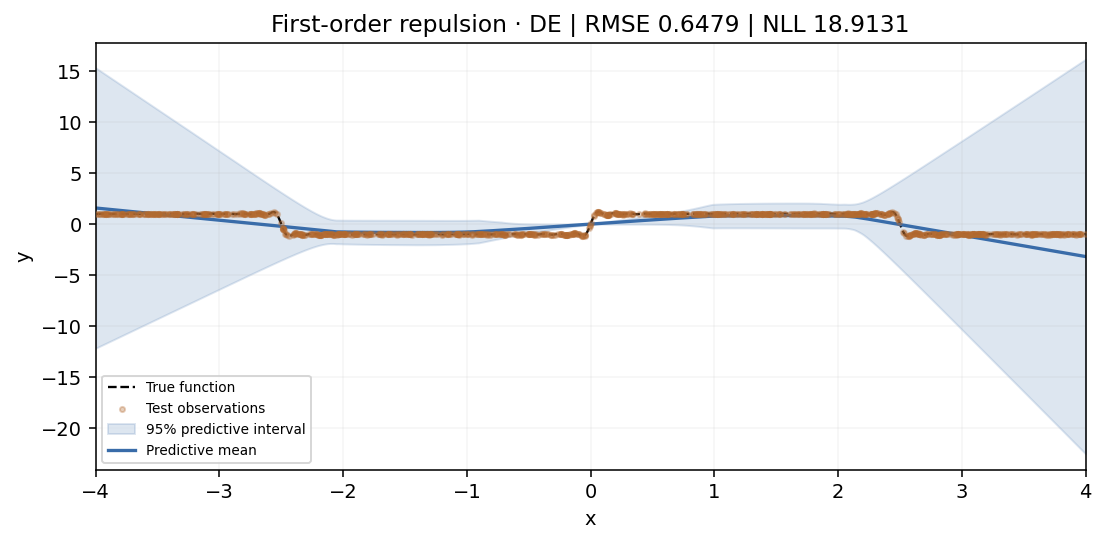 First-order repulsion · DE | RMSE 0.6479 | NLL 18.9131
15
10
5
0
−5
−10
−15
−20
y
True function
Test observations
95% predictive interval
Predictive mean
−4
−3
−2
−1
0
1
2
3
4
x